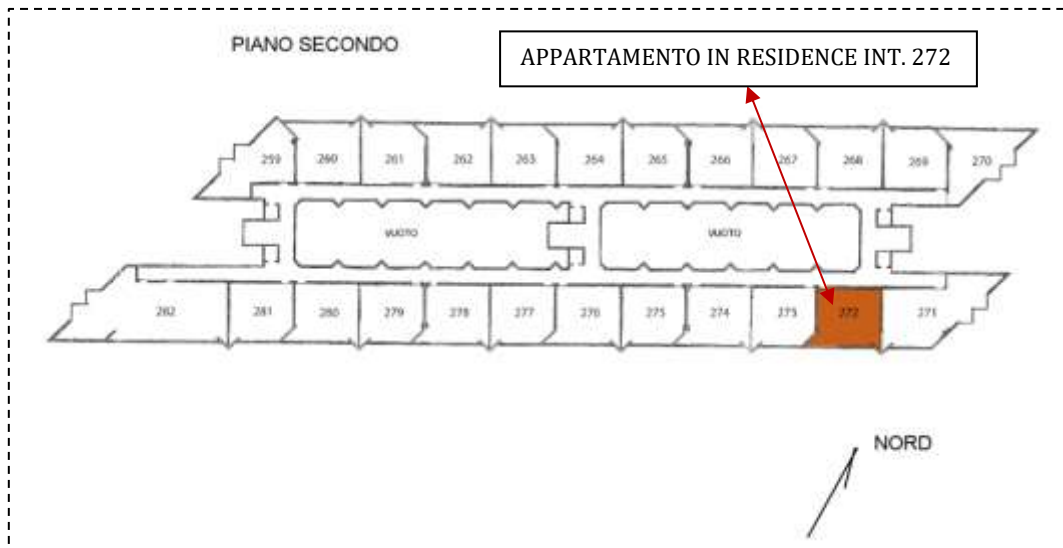 PIANO SECONDO
APPARTAMENTO IN RESIDENCE INT. 272
259 260 261 262 263 264 265 266 267 268 269 270
VUOTO VUOTO
282 281 280 279 278 277 276 275 274 273 272 271
NORD